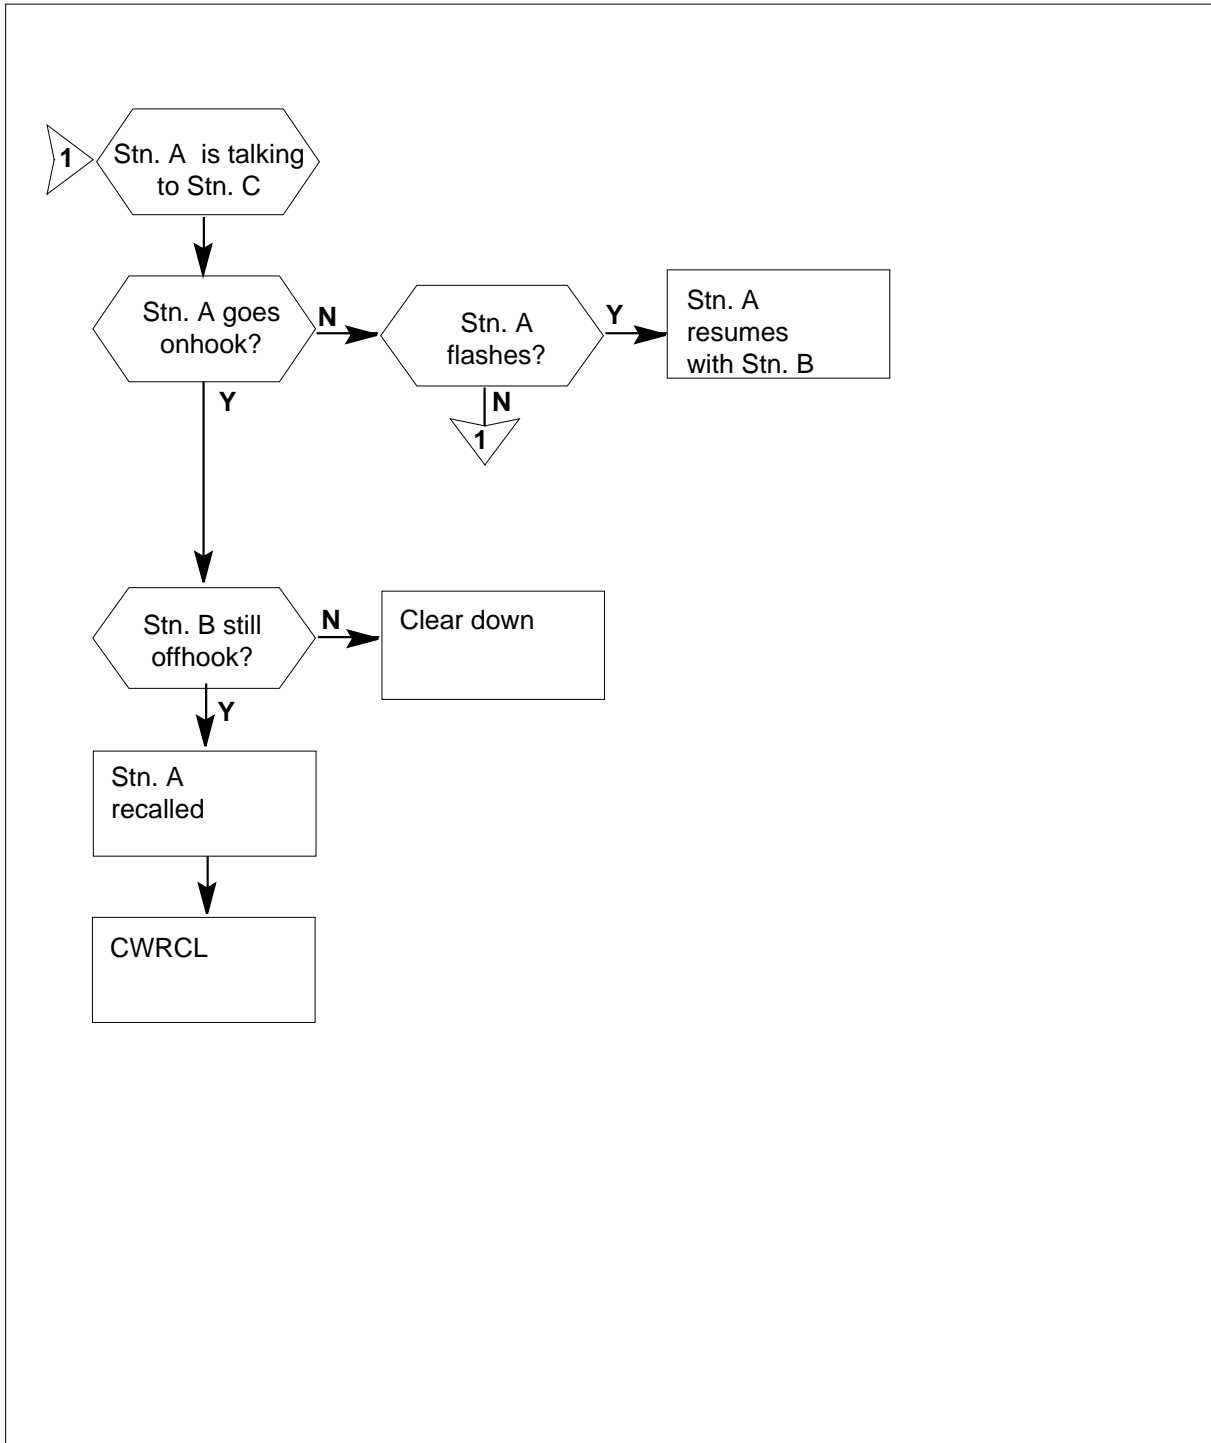 1
Stn. A is talking
to Stn. C
Stn. A goes
onhook?
N
Stn. A
flashes?
Y
Stn. A
resumes
with Stn. B
Y
N
1
Stn. B still
offhook?
N
Clear down
Y
Stn. A
recalled
CWRCL